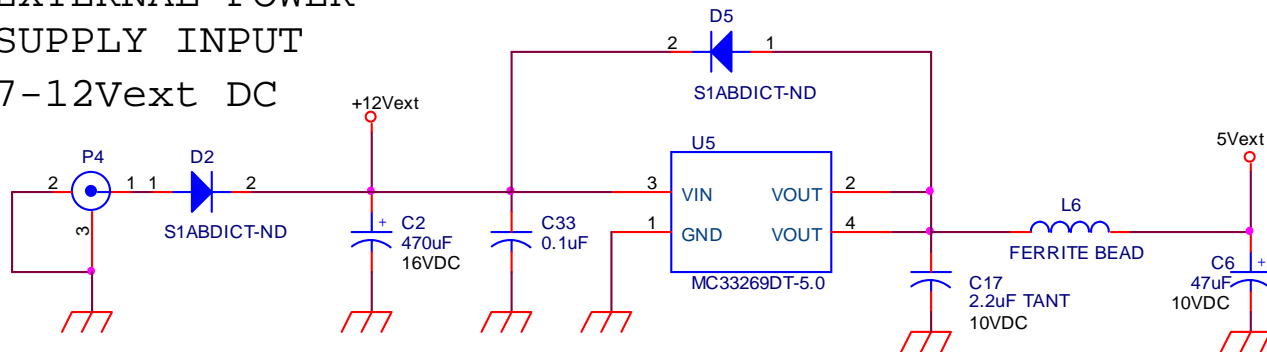 EXTERNAL POWER
SUPPLY INPUT
7-12Vext DC
+12Vext
D5
2
1
S1ABDICT-ND
P4
2
1
3
D2
1
2
S1ABDICT-ND
+
C2
470uF
16VDC
C33
0.1uF
U5
3
VIN
VOUT
2
1
GND
VOUT
4
MC33269DT-5.0
C17
2.2uF TANT
10VDC
L6
FERRITE BEAD
5Vext
C6
+
47uF
10VDC